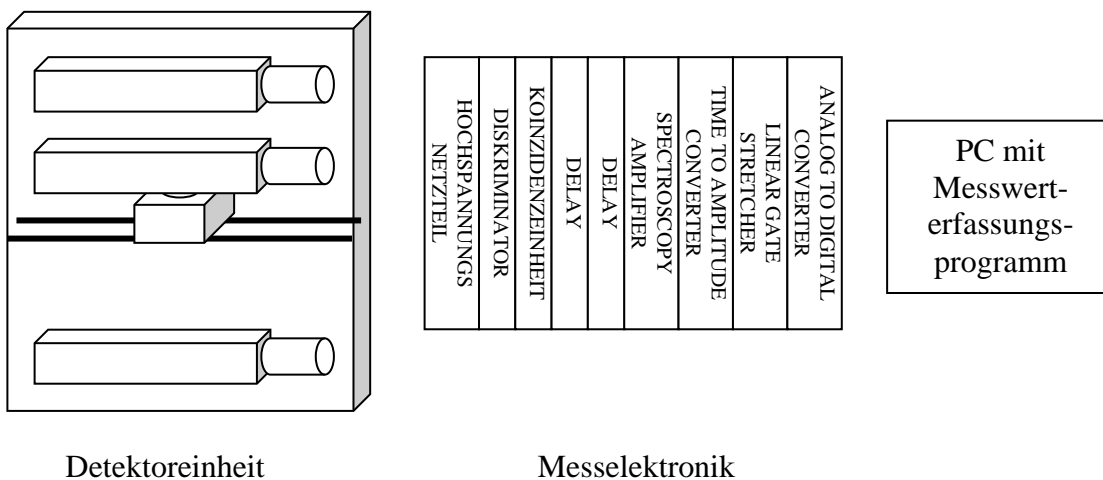 HOCHSPANNUNGS
NETZTEIL
DISKRIMINATOR
KOINZIDENZEINHEIT
DELAY
DELAY
SPECTROSCOPY
AMPLIFIER
TIME TO AMPLITUDE
CONVERTER
LINEAR GATE
STRETCHER
ANALOG TO DIGITAL
CONVERTER
PC mit
Messwert-
erfassungs-
programm
Detektoreinheit
Messelektronik